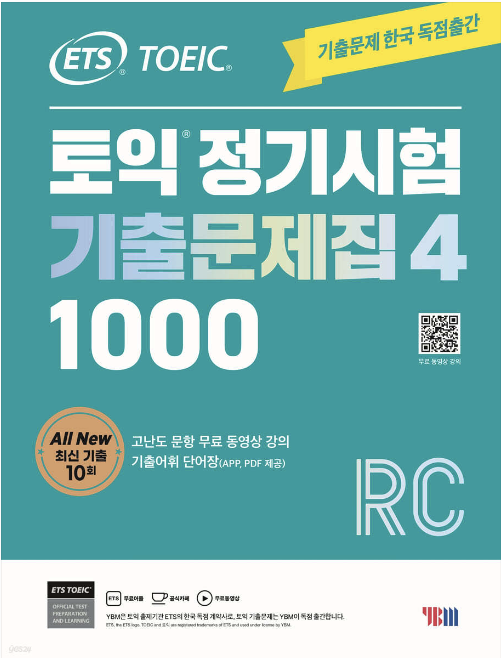 ETS® TOEIC®
기출문제 한국 독점출간
토익® 정기시험
기출문제집 4
1000
무료 동영상 강의
All New
최신 기출
10회
고난도 문항 무료 동영상 강의
기출어휘 단어장(APP, PDF 제공)
RC
ETS TOEIC®
OFFICIAL TEST
PREPARATION
AND LEARNING
ETS 무료어플 공식카페 무료동영상
YBM은 토익 출제기관 ETS의 한국 독점 계약사로, 토익 기출문제는 YBM이 독점 출간합니다.
ETS, the ETS logo, TOEIC and 토익 are registered trademarks of ETS and used under license by YBM.
YBM
yes24